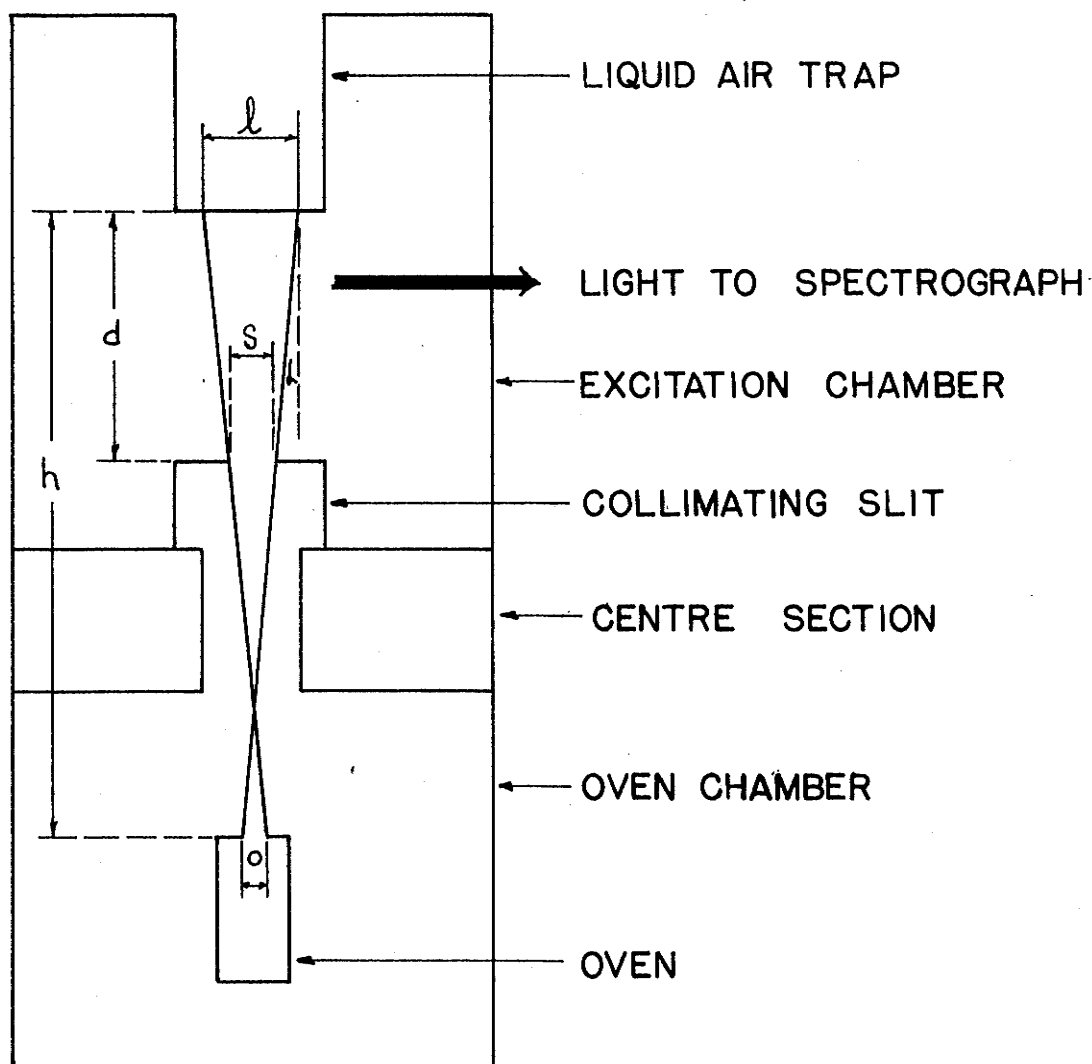 LIQUID AIR TRAP
l
LIGHT TO SPECTROGRAPH
d
S
EXCITATION CHAMBER
h
COLLIMATING SLIT
CENTRE SECTION
OVEN CHAMBER
O
OVEN